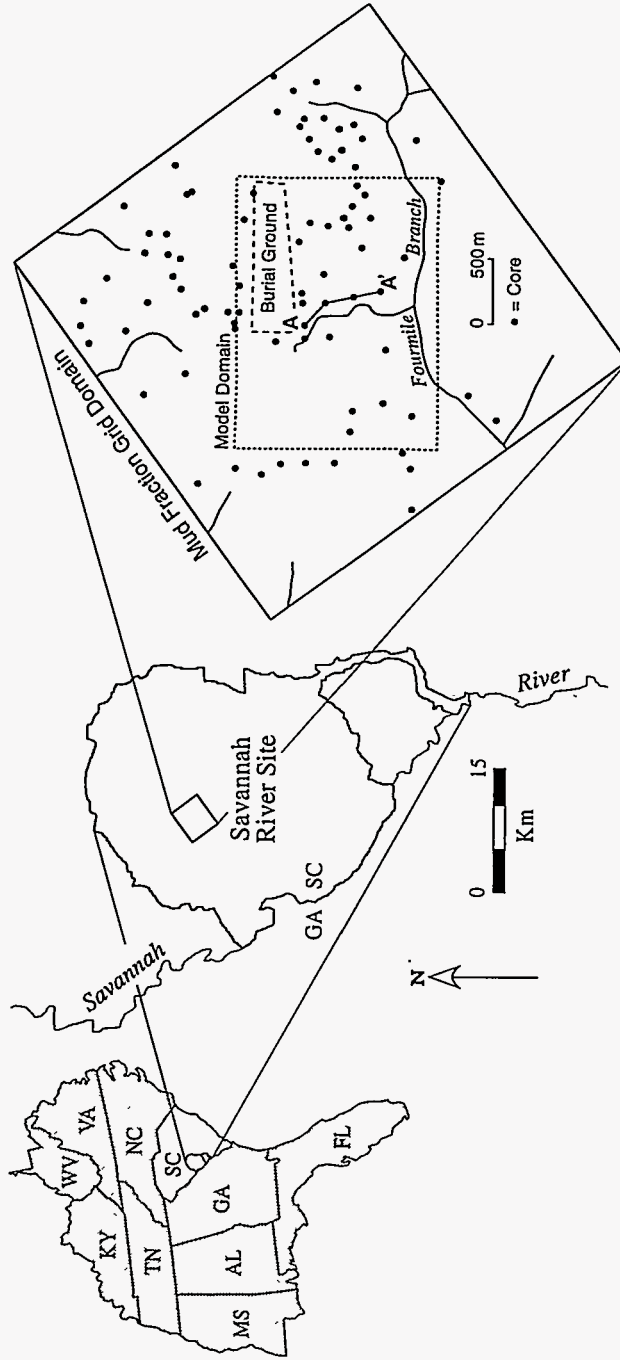 WV
VA
KY
NC
TN
SC
MS
AL
GA
FL
Savannah
Savannah
River Site
GA
SC
River
N
0
15
Km
Mud Fraction Grid Domain
Model Domain
Burial Ground
A
A'
Fourmile
Branch
0
500 m
• = Core